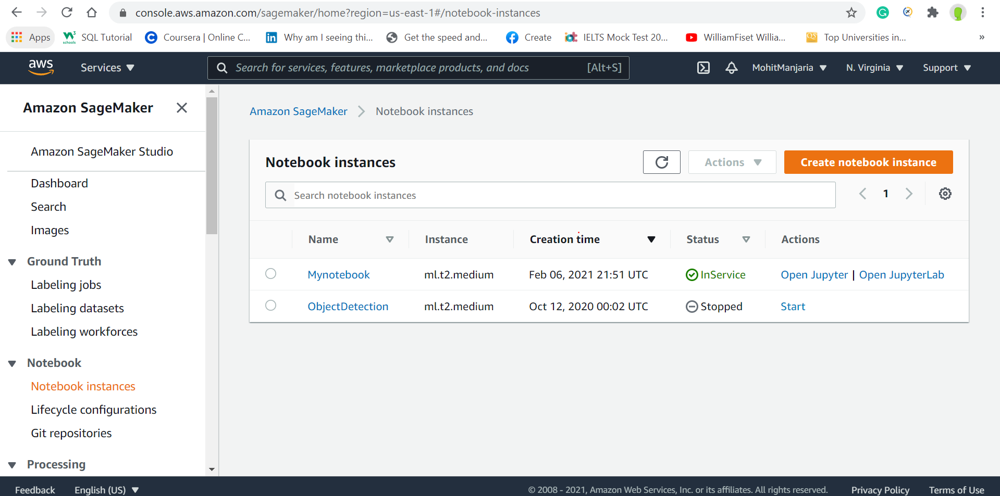 console.aws.amazon.com/sagemaker/home?region=us-east-1#/notebook-instances
Apps W3 schools SQL Tutorial Coursera | Online C... Why am I seeing thi... Get the speed and... Create IELTS Mock Test 20... WilliamFiset Willia... Top Universities in... »
aws Services Search for services, features, marketplace products, and docs [Alt+S] MohitManjaria N. Virginia Support
Amazon SageMaker
Amazon SageMaker Studio
Dashboard
Search
Images
Ground Truth
Labeling jobs
Labeling datasets
Labeling workforces
Notebook
Notebook instances
Lifecycle configurations
Git repositories
Processing
Amazon SageMaker > Notebook instances
Notebook instances Actions Create notebook instance
Search notebook instances 1
Name Instance Creation time Status Actions
Mynotebook ml.t2.medium Feb 06, 2021 21:51 UTC InService Open Jupyter | Open JupyterLab
ObjectDetection ml.t2.medium Oct 12, 2020 00:02 UTC Stopped Start
Feedback English (US) © 2008 - 2021, Amazon Web Services, Inc. or its affiliates. All rights reserved. Privacy Policy Terms of Use